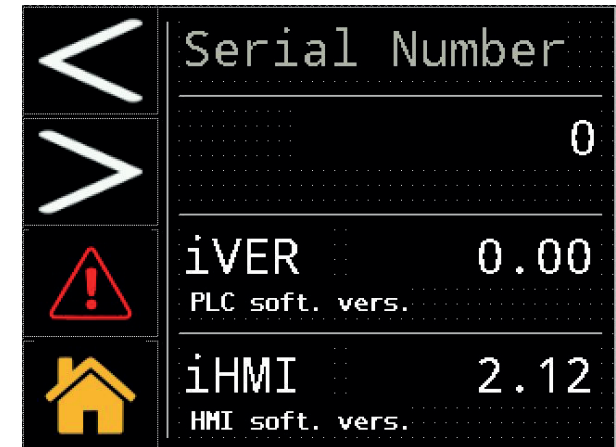 Serial Number
0
iVER 0.00
PLC soft. vers.
iHMI 2.12
HMI soft. vers.